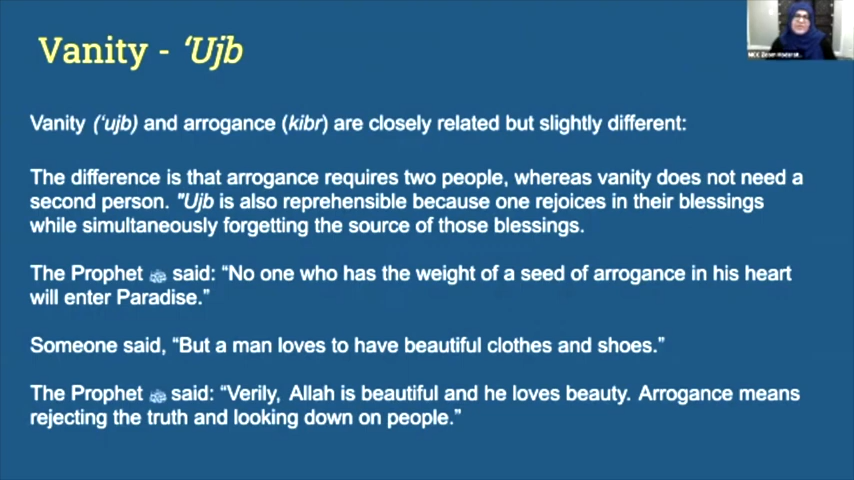 Vanity - ‘Ujb
Vanity (‘ujb) and arrogance (kibr) are closely related but slightly different:
The difference is that arrogance requires two people, whereas vanity does not need a
second person. "Ujb is also reprehensible because one rejoices in their blessings
while simultaneously forgetting the source of those blessings.
The Prophet ﷺ said: “No one who has the weight of a seed of arrogance in his heart
will enter Paradise.”
Someone said, “But a man loves to have beautiful clothes and shoes.”
The Prophet ﷺ said: “Verily, Allah is beautiful and he loves beauty. Arrogance means
rejecting the truth and looking down on people.”